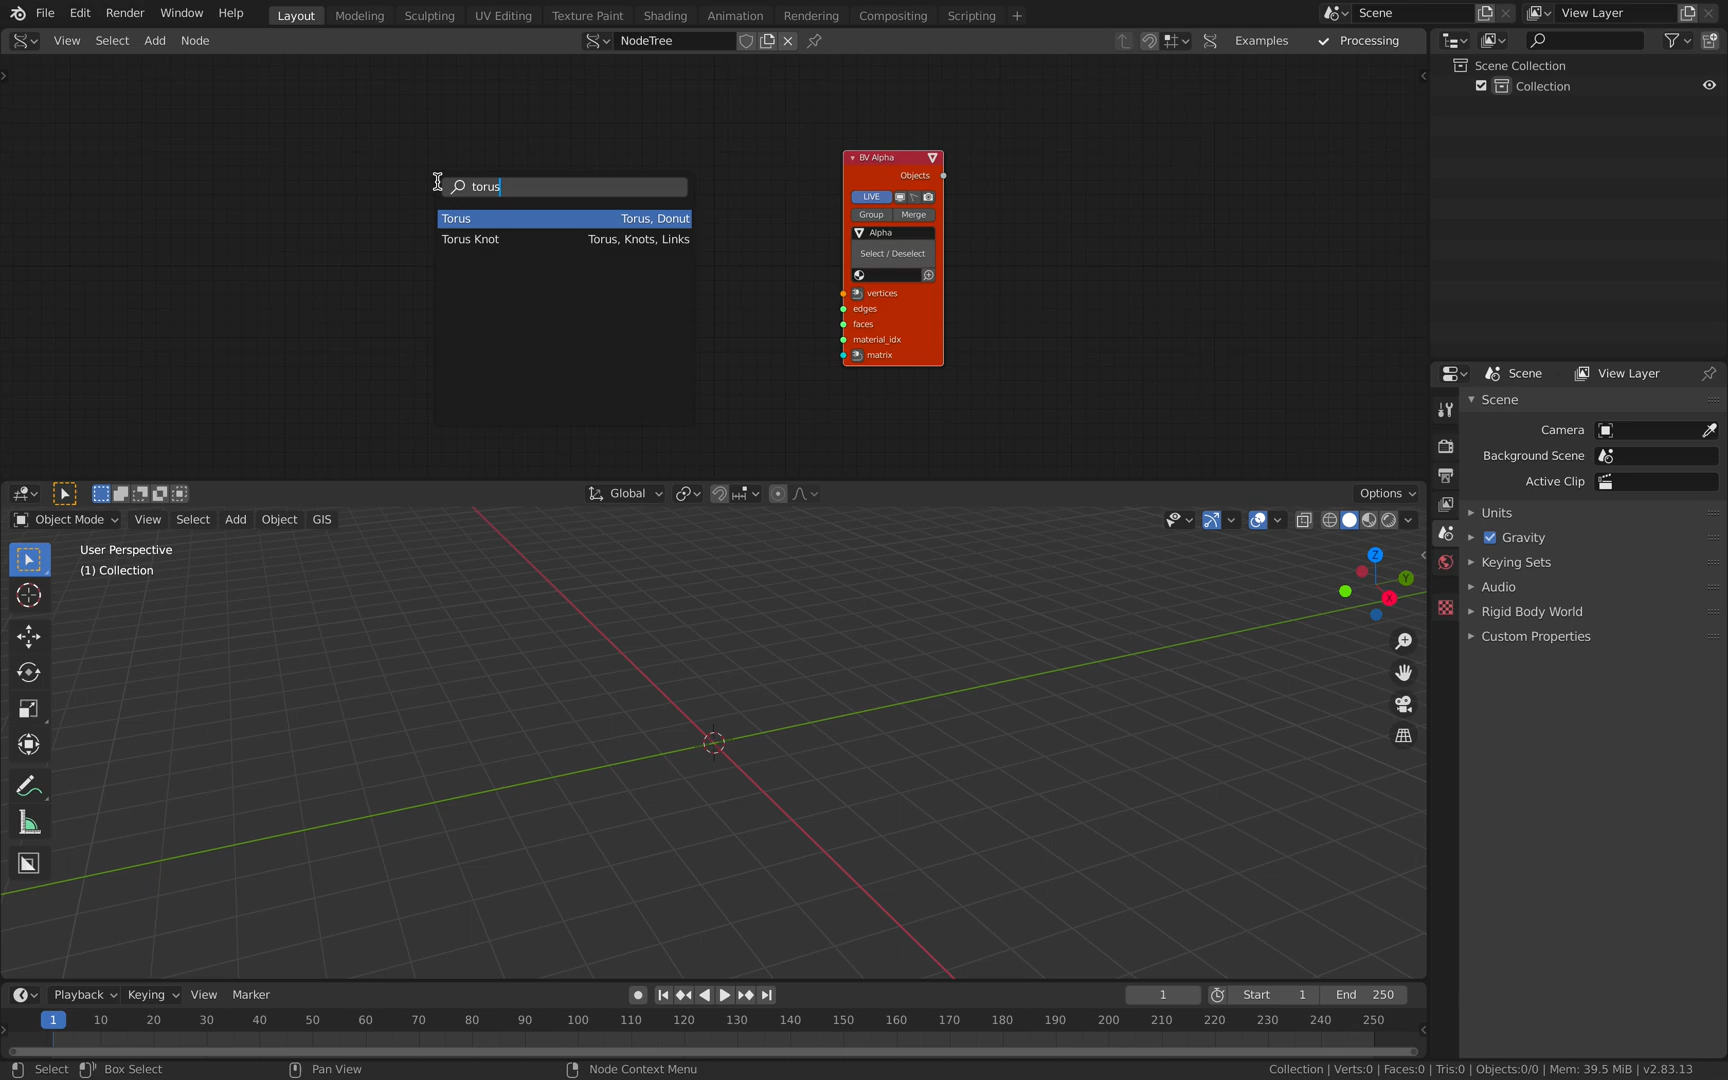 File Edit Render Window Help Layout Modeling Sculpting UV Editing Texture Paint Shading Animation Rendering Compositing Scripting + Scene View Layer
View Select Add Node NodeTree Examples Processing
Scene Collection
Collection
torus
Torus Torus, Donut
Torus Knot Torus, Knots, Links
BV Alpha
Objects
LIVE
Group Merge
Alpha
Select / Deselect
vertices
edges
faces
material_idx
matrix
Scene View Layer
Scene
Camera
Background Scene
Active Clip
Units
Gravity
Keying Sets
Audio
Rigid Body World
Custom Properties
Global Options
Object Mode View Select Add Object GIS
User Perspective
(1) Collection
Z
Y
X
Playback Keying View Marker 1 Start 1 End 250
1 10 20 30 40 50 60 70 80 90 100 110 120 130 140 150 160 170 180 190 200 210 220 230 240 250
Select Box Select Pan View Node Context Menu Collection | Verts:0 | Faces:0 | Tris:0 | Objects:0/0 | Mem: 39.5 MiB | v2.83.13